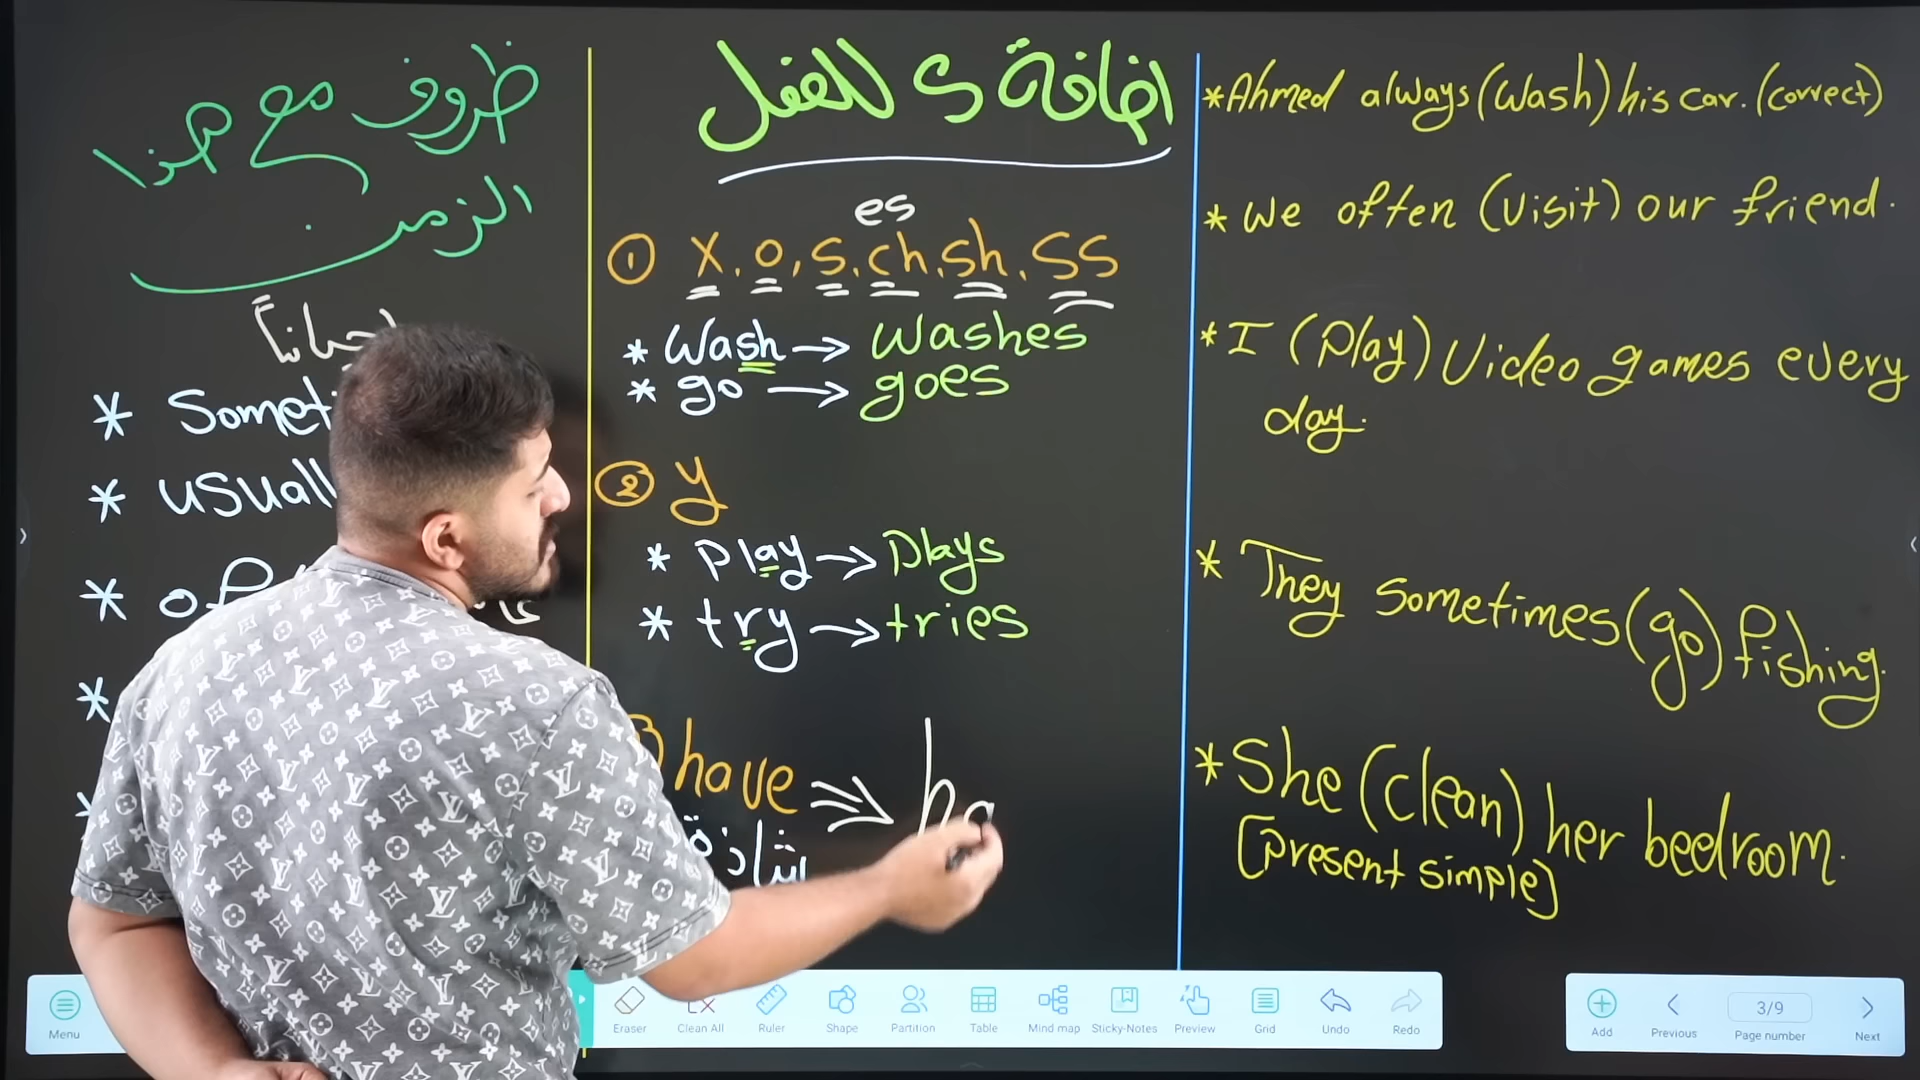 ظروف مع هذا
الزمن
احياناً
* Someti
* usuall
* of
*
اضافة S للفعل
es
① x, o, s, ch, sh, ss
* Wash → Washes
* go → goes
② y
* Play → Plays
* try → tries
have ⇒ ha
شاذة
*Ahmed always (Wash) his car. (correct)
* We often (visit) our friend.
* I (Play) Video games every
day.
* They Sometimes (go) fishing.
* She (clean) her bedroom.
[Present simple]
Menu
Eraser
Clean All
Ruler
Shape
Partition
Table
Mind map
Sticky-Notes
Preview
Grid
Undo
Redo
Add
Previous
3/9
Page number
Next